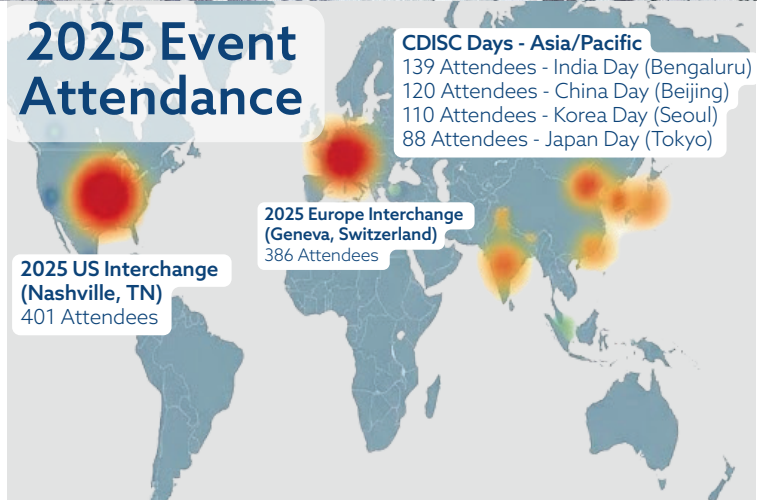 2025 Event
Attendance
CDISC Days - Asia/Pacific
139 Attendees - India Day (Bengaluru)
120 Attendees - China Day (Beijing)
110 Attendees - Korea Day (Seoul)
88 Attendees - Japan Day (Tokyo)
2025 Europe Interchange
(Geneva, Switzerland)
386 Attendees
2025 US Interchange
(Nashville, TN)
401 Attendees